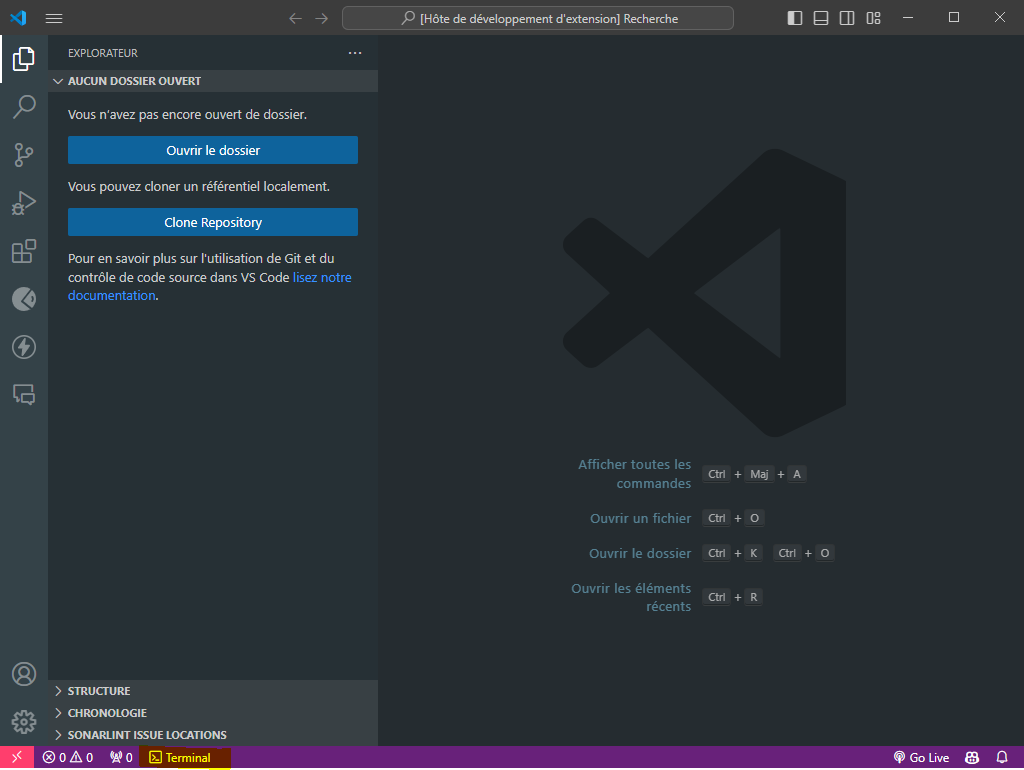 [Hôte de développement d'extension] Recherche
EXPLORATEUR
AUCUN DOSSIER OUVERT
Vous n'avez pas encore ouvert de dossier.
Ouvrir le dossier
Vous pouvez cloner un référentiel localement.
Clone Repository
Pour en savoir plus sur l'utilisation de Git et du
contrôle de code source dans VS Code lisez notre
documentation.
Afficher toutes les
commandes
Ctrl + Maj + A
Ouvrir un fichier Ctrl + O
Ouvrir le dossier Ctrl + K Ctrl + O
Ouvrir les éléments
récents
Ctrl + R
STRUCTURE
CHRONOLOGIE
SONARLINT ISSUE LOCATIONS
0 0 0 Terminal Go Live